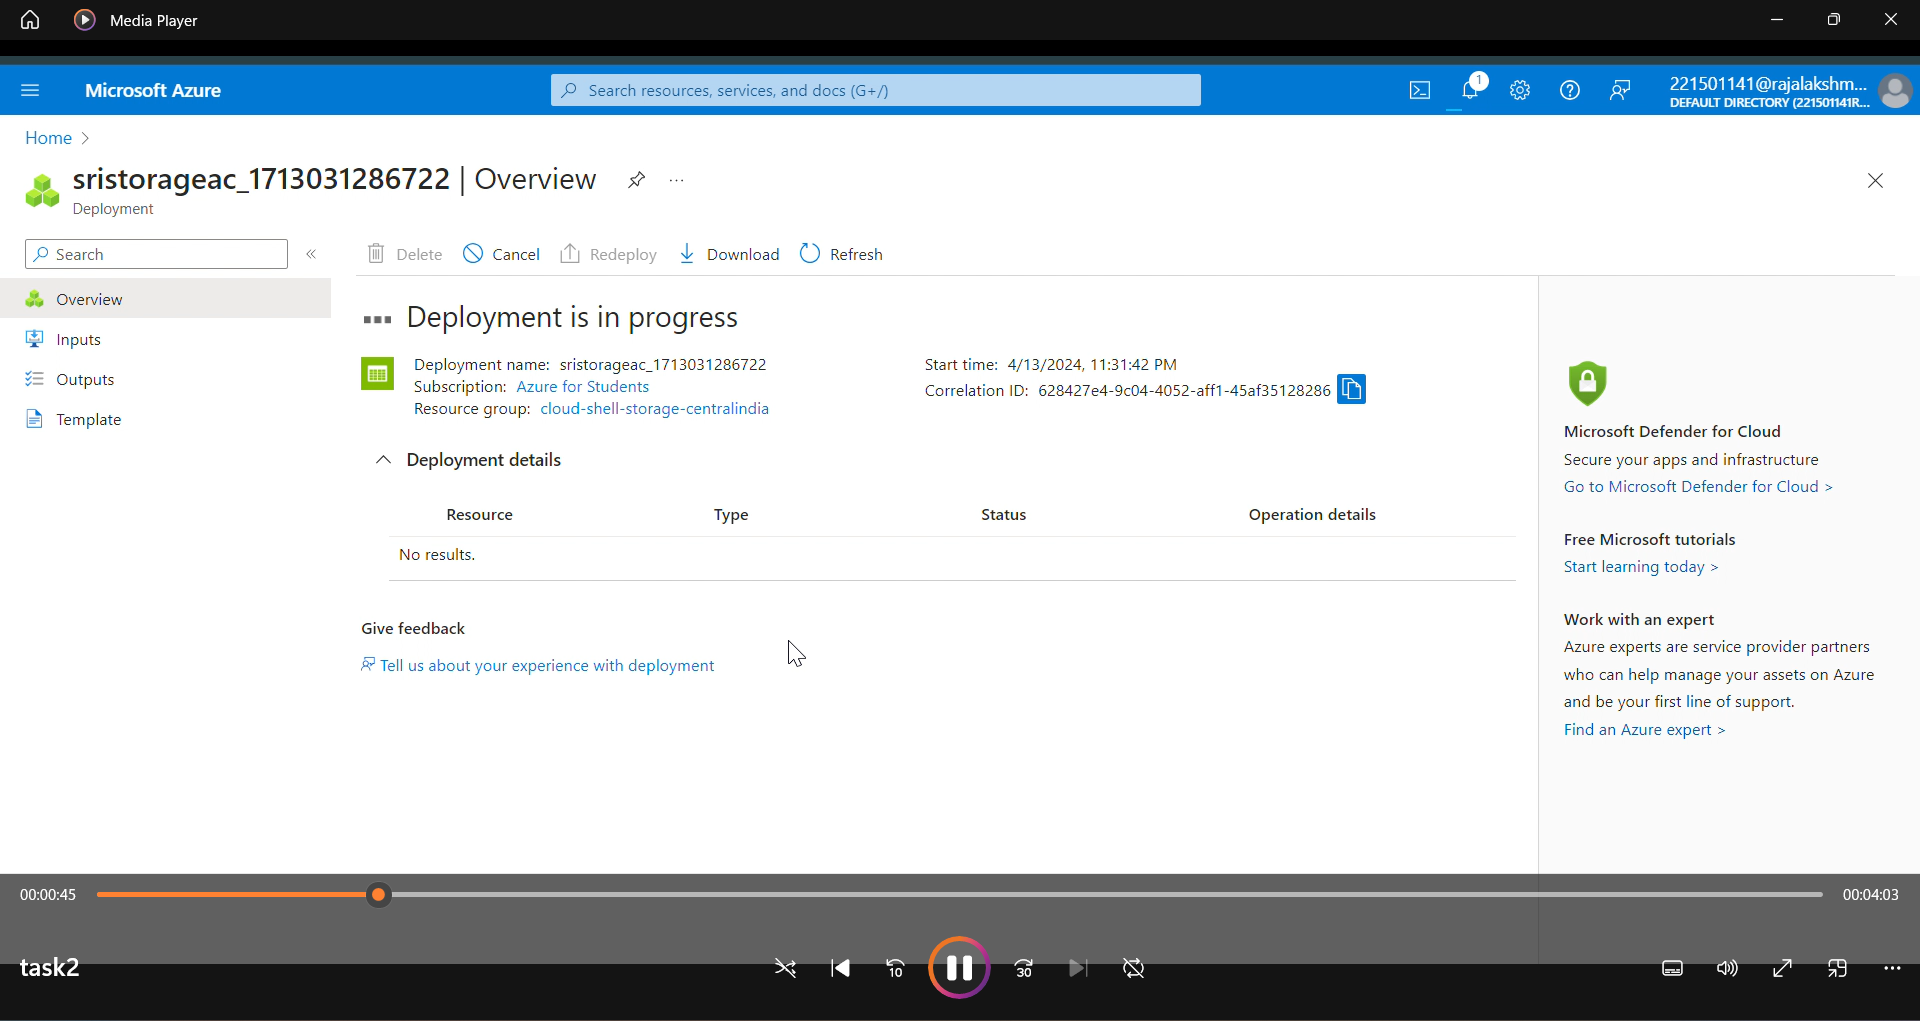 Media Player
Microsoft Azure
Search resources, services, and docs (G+/)
1
221501141@rajalakshm...
DEFAULT DIRECTORY (221501141R...
Home >
sristorageac_1713031286722 | Overview
...
Deployment
Search
«
Delete
Cancel
Redeploy
Download
Refresh
Overview
Inputs
Outputs
Template
Deployment is in progress
Deployment name: sristorageac_1713031286722
Subscription: Azure for Students
Resource group: cloud-shell-storage-centralindia
Start time: 4/13/2024, 11:31:42 PM
Correlation ID: 628427e4-9c04-4052-aff1-45af35128286
Deployment details
Resource Type Status Operation details
No results.
Give feedback
Tell us about your experience with deployment
Microsoft Defender for Cloud
Secure your apps and infrastructure
Go to Microsoft Defender for Cloud >
Free Microsoft tutorials
Start learning today >
Work with an expert
Azure experts are service provider partners
who can help manage your assets on Azure
and be your first line of support.
Find an Azure expert >
00:00:45
00:04:03
task2
10
30